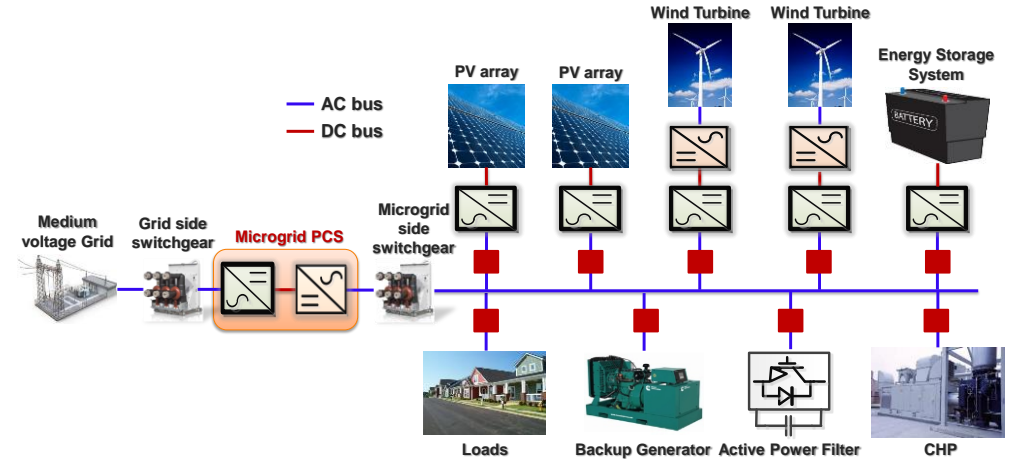 Wind Turbine
Wind Turbine
PV array
PV array
Energy Storage
System
AC bus
DC bus
BATTERY
Medium
voltage Grid
Grid side
switchgear
Microgrid PCS
Microgrid
side
switchgear
Loads
Backup Generator
Active Power Filter
CHP